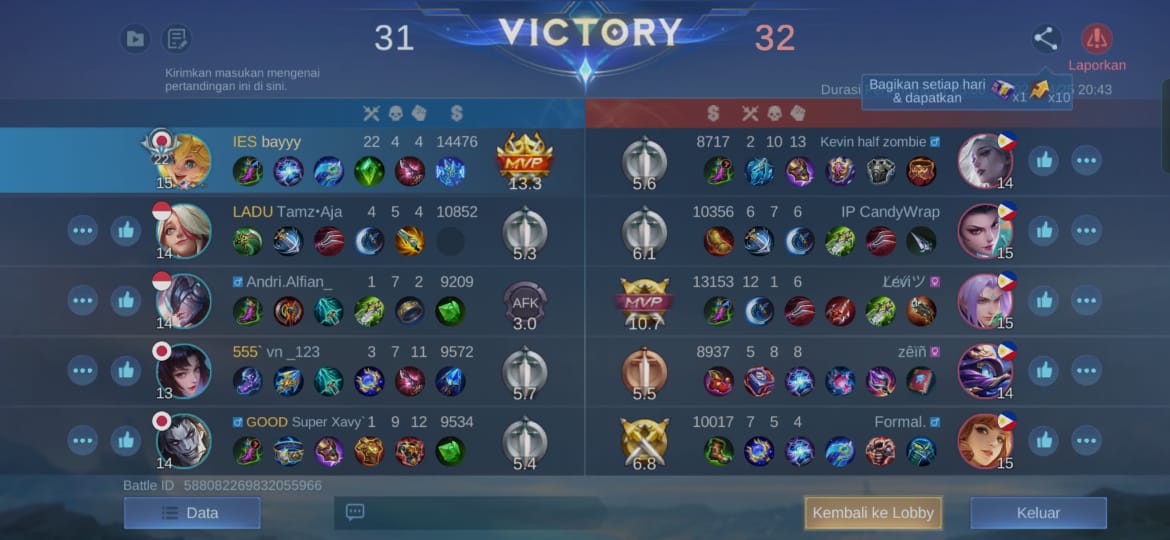 31 VICTORY 32
Laporkan
Kirimkan masukan mengenai
pertandingan ini di sini.
Bagikan setiap hari
& dapatkan x1 x10
Durasi 20:43
22 15 IES bayyy 22 4 4 14476 MVP 13.3
5.6 8717 2 10 13 Kevin half zombie 14
14 LADU Tamz•Aja 4 5 4 10852 5.3
6.1 10356 6 7 6 IP CandyWrap 15
14 Andri.Alfian_ 1 7 2 9209 AFK 3.0
MVP 10.7 13153 12 1 6 Łévíツ 15
13 555` vn _123 3 7 11 9572 5.7
5.5 8937 5 8 8 zêïñ 15
14 GOOD Super Xavy` 1 9 12 9534 5.4
6.8 10017 7 5 4 Formal. 15
Battle ID 588082269832055966
Data
Kembali ke Lobby
Keluar